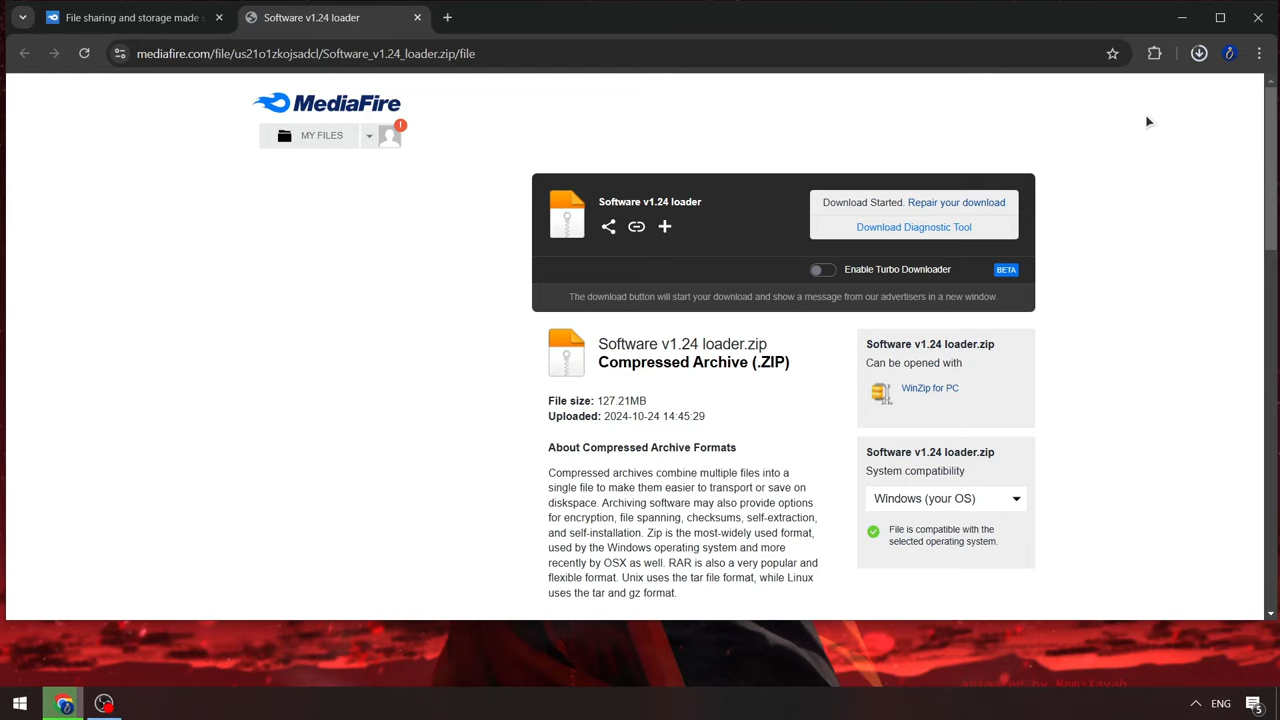 File sharing and storage made
Software v1.24 loader
mediafire.com/file/us21o1zkojsadcl/Software_v1.24_loader.zip/file
MediaFire
MY FILES
!
Software v1.24 loader
Download Started. Repair your download
Download Diagnostic Tool
Enable Turbo Downloader
BETA
The download button will start your download and show a message from our advertisers in a new window.
Software v1.24 loader.zip
Compressed Archive (.ZIP)
File size: 127.21MB
Uploaded: 2024-10-24 14:45:29
About Compressed Archive Formats
Compressed archives combine multiple files into a
single file to make them easier to transport or save on
diskspace. Archiving software may also provide options
for encryption, file spanning, checksums, self-extraction,
and self-installation. Zip is the most-widely used format,
used by the Windows operating system and more
recently by OSX as well. RAR is also a very popular and
flexible format. Unix uses the tar file format, while Linux
uses the tar and gz format.
Software v1.24 loader.zip
Can be opened with
WinZip for PC
Software v1.24 loader.zip
System compatibility
Windows (your OS)
File is compatible with the
selected operating system.
ENG
5